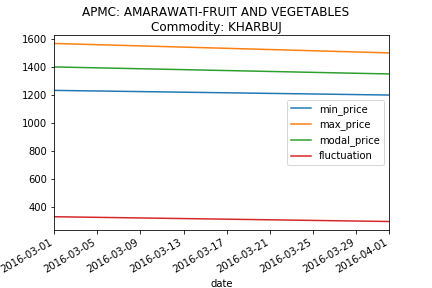 APMC: AMARAWATI-FRUIT AND VEGETABLES
Commodity: KHARBUJ
1600
1400
1200
1000
800
600
400
min_price
max_price
modal_price
fluctuation
2016-03-01
2016-03-05
2016-03-09
2016-03-13
2016-03-17
2016-03-21
2016-03-25
2016-03-29
2016-04-01
date